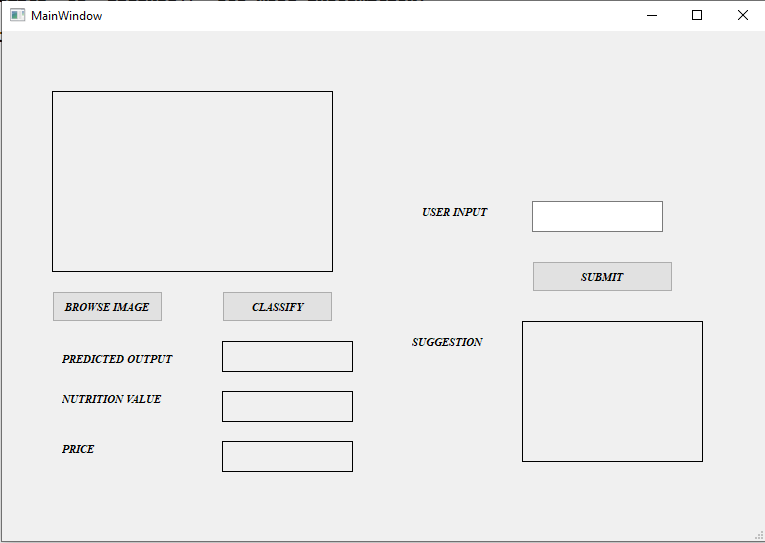 MainWindow
USER INPUT
BROWSE IMAGE
CLASSIFY
SUBMIT
PREDICTED OUTPUT
SUGGESTION
NUTRITION VALUE
PRICE